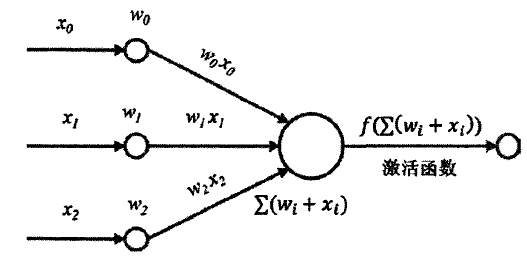 x₀ w₀
w₀x₀
x₁ w₁ w₁x₁ f(∑(wᵢ + xᵢ))
激活函数
x₂ w₂ w₂x₂ ∑(wᵢ + xᵢ)